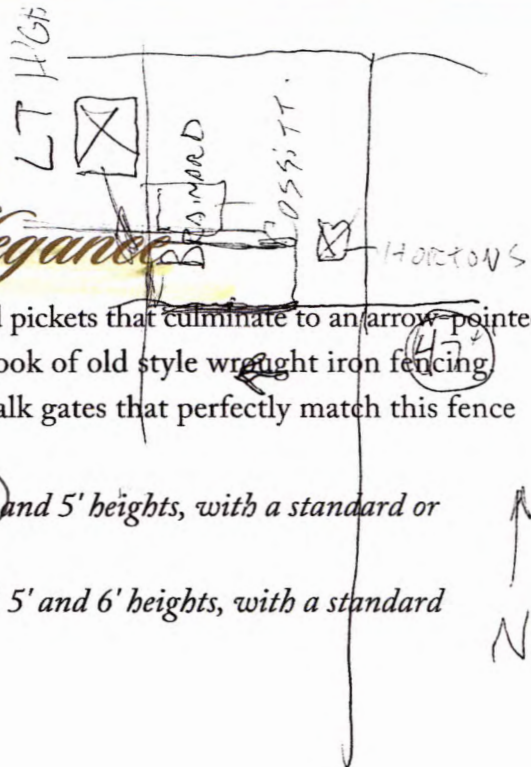 LT HGE
BRAINARD
COSSITT.
HORTONS
egance
l pickets that culminate to an arrow pointe
ook of old style wrought iron fencing.
47
alk gates that perfectly match this fence
and 5' heights, with a standard or
5' and 6' heights, with a standard
N